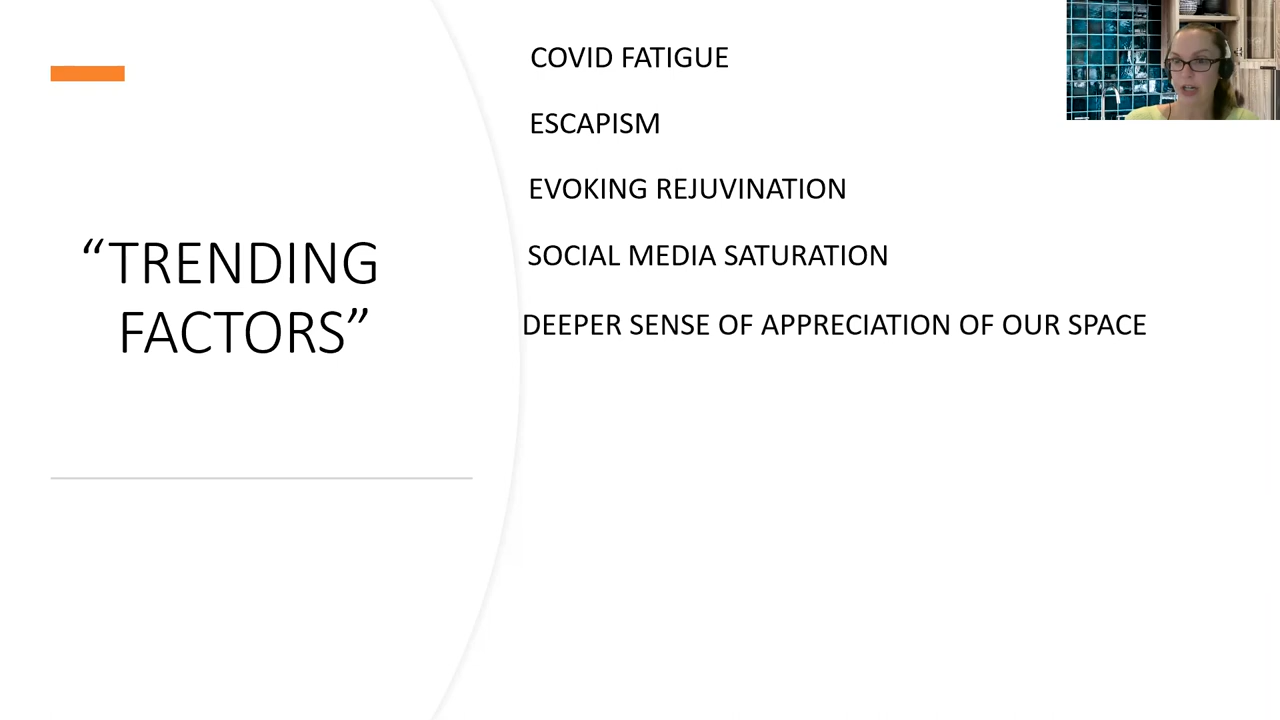 “TRENDING
FACTORS”
COVID FATIGUE
ESCAPISM
EVOKING REJUVINATION
SOCIAL MEDIA SATURATION
DEEPER SENSE OF APPRECIATION OF OUR SPACE